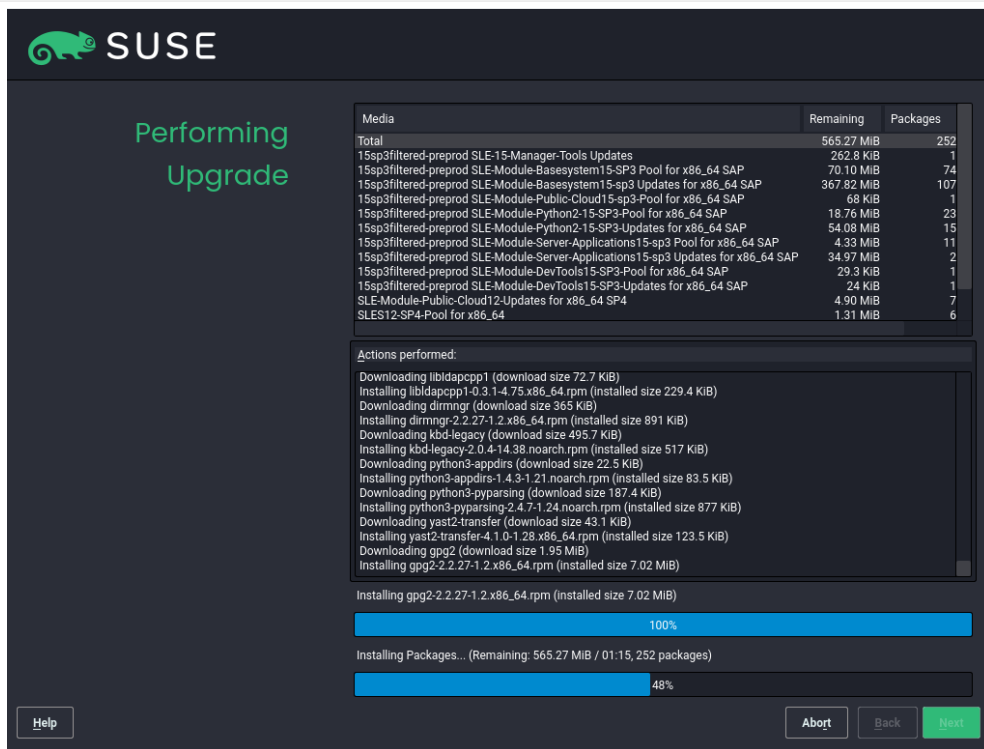 SUSE
Performing
Upgrade
Media Remaining Packages
Total 565.27 MiB 252
15sp3filtered-preprod SLE-15-Manager-Tools Updates 262.8 KiB 1
15sp3filtered-preprod SLE-Module-Basesystem15-SP3 Pool for x86_64 SAP 70.10 MiB 74
15sp3filtered-preprod SLE-Module-Basesystem15-sp3 Updates for x86_64 SAP 367.82 MiB 107
15sp3filtered-preprod SLE-Module-Public-Cloud15-sp3-Pool for x86_64 SAP 68 KiB 1
15sp3filtered-preprod SLE-Module-Python2-15-SP3-Pool for x86_64 SAP 18.76 MiB 23
15sp3filtered-preprod SLE-Module-Python2-15-SP3-Updates for x86_64 SAP 54.08 MiB 15
15sp3filtered-preprod SLE-Module-Server-Applications15-sp3 Pool for x86_64 SAP 4.33 MiB 11
15sp3filtered-preprod SLE-Module-Server-Applications15-sp3 Updates for x86_64 SAP 34.97 MiB 2
15sp3filtered-preprod SLE-Module-DevTools15-SP3-Pool for x86_64 SAP 29.3 KiB 1
15sp3filtered-preprod SLE-Module-DevTools15-SP3-Updates for x86_64 SAP 24 KiB 1
SLE-Module-Public-Cloud12-Updates for x86_64 SP4 4.90 MiB 7
SLES12-SP4-Pool for x86_64 1.31 MiB 6
Actions performed:
Downloading libldapcpp1 (download size 72.7 KiB)
Installing libldapcpp1-0.3.1-4.75.x86_64.rpm (installed size 229.4 KiB)
Downloading dirmngr (download size 365 KiB)
Installing dirmngr-2.2.27-1.2.x86_64.rpm (installed size 891 KiB)
Downloading kbd-legacy (download size 495.7 KiB)
Installing kbd-legacy-2.0.4-14.38.noarch.rpm (installed size 517 KiB)
Downloading python3-appdirs (download size 22.5 KiB)
Installing python3-appdirs-1.4.3-1.21.noarch.rpm (installed size 83.5 KiB)
Downloading python3-pyparsing (download size 187.4 KiB)
Installing python3-pyparsing-2.4.7-1.24.noarch.rpm (installed size 877 KiB)
Downloading yast2-transfer (download size 43.1 KiB)
Installing yast2-transfer-4.1.0-1.28.x86_64.rpm (installed size 123.5 KiB)
Downloading gpg2 (download size 1.95 MiB)
Installing gpg2-2.2.27-1.2.x86_64.rpm (installed size 7.02 MiB)
Installing gpg2-2.2.27-1.2.x86_64.rpm (installed size 7.02 MiB)
100%
Installing Packages... (Remaining: 565.27 MiB / 01:15, 252 packages)
48%
Help Abort Back Next